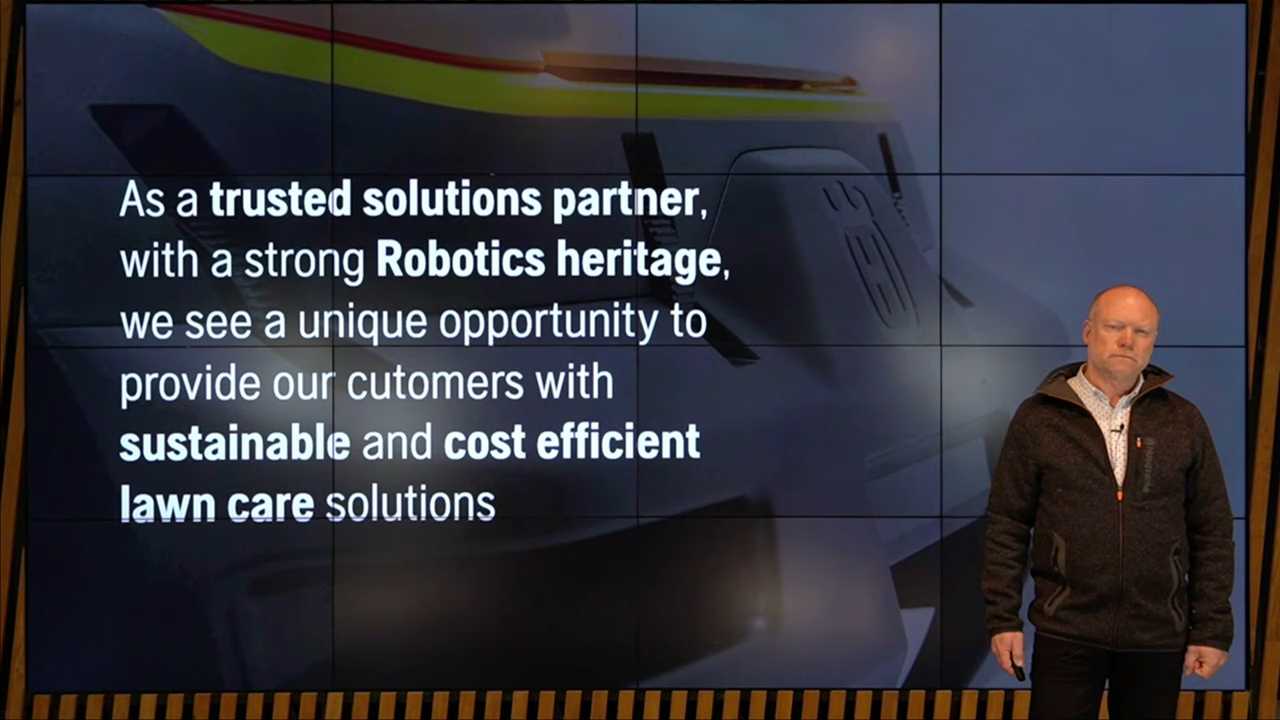 As a trusted solutions partner,
with a strong Robotics heritage,
we see a unique opportunity to
provide our cutomers with
sustainable and cost efficient
lawn care solutions